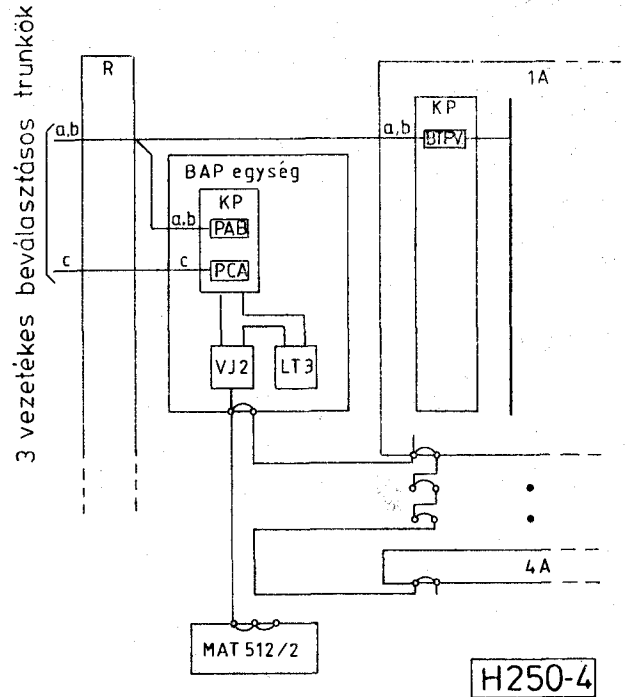 3 vezetékes beválasztásos trunkök
R
1A
a,b
a,b
KP
BTPV
BAP egység
KP
a,b
PAB
c
c
PCA
VJ2
LT3
4A
MAT 512/2
H250-4